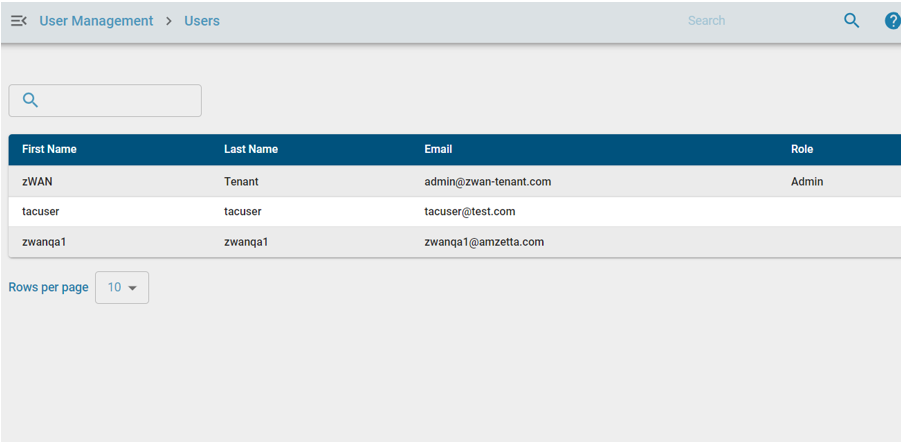 User Management > Users Search
First Name Last Name Email Role
zWAN Tenant admin@zwan-tenant.com Admin
tacuser tacuser tacuser@test.com
zwanqa1 zwanqa1 zwanqa1@amzetta.com
Rows per page 10